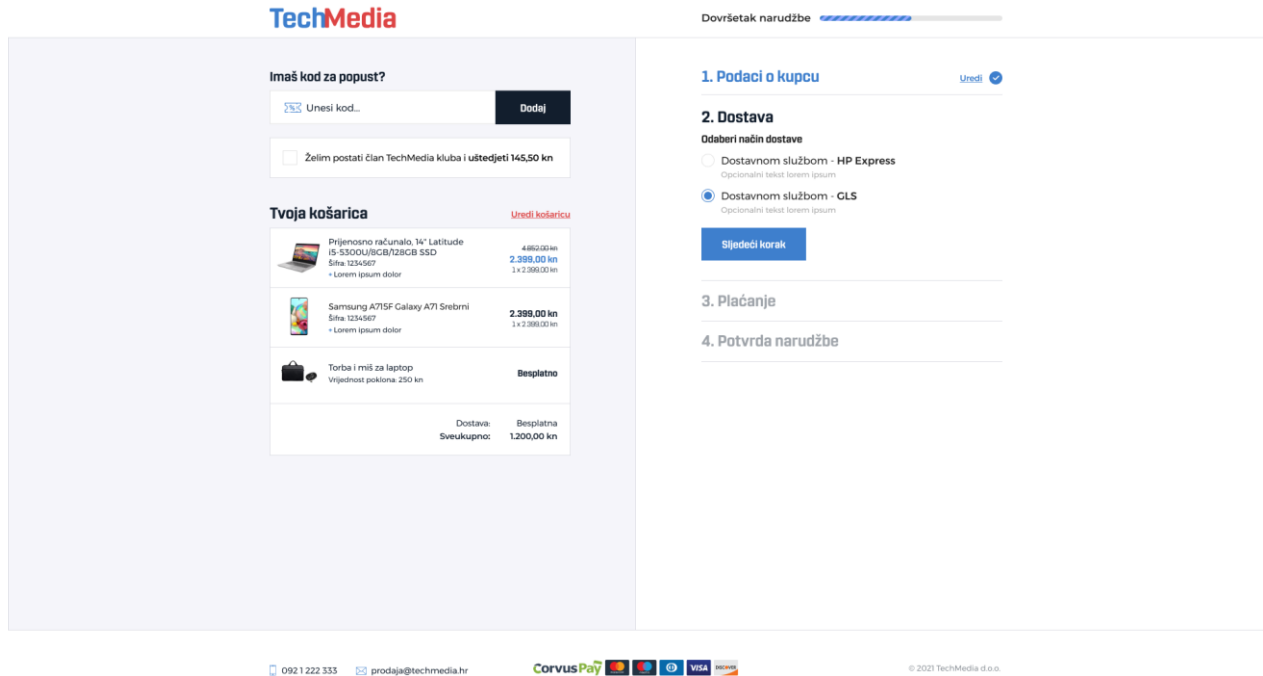 TechMedia
Dovršetak narudžbe
Imaš kod za popust?
Unesi kod...
Dodaj
Želim postati član TechMedia kluba i uštedjeti 145,50 kn
Tvoja košarica
Uredi košaricu
Prijenosno računalo, 14" Latitude
i5-5300U/8GB/128GB SSD
Šifra: 1234567
+ Lorem ipsum dolor
4.852,00 kn
2.399,00 kn
1 x 2.399,00 kn
Samsung A715F Galaxy A71 Srebrni
Šifra: 1234567
+ Lorem ipsum dolor
2.399,00 kn
1 x 2.399,00 kn
Torba i miš za laptop
Vrijednost poklona: 250 kn
Besplatno
Dostava: Besplatna
Sveukupno: 1.200,00 kn
1. Podaci o kupcu
Uredi
2. Dostava
Odaberi način dostave
Dostavnom službom - HP Express
Opcionalni tekst lorem ipsum
Dostavnom službom - GLS
Opcionalni tekst lorem ipsum
Sljedeći korak
3. Plaćanje
4. Potvrda narudžbe
092 1 222 333
prodaja@techmedia.hr
CorvusPay
VISA
DISCOVER
© 2021 TechMedia d.o.o.